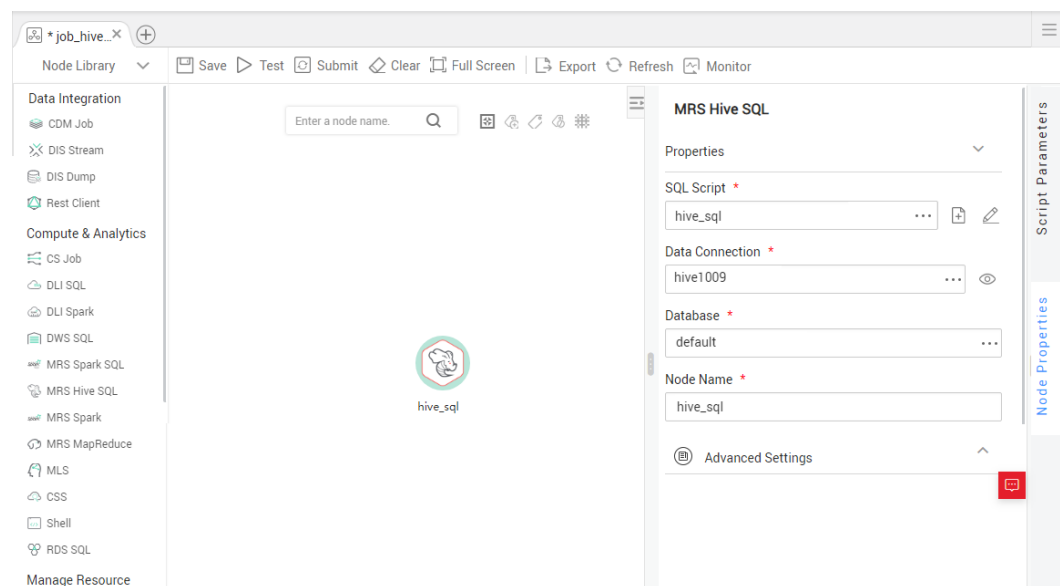 * job_hive...
Node Library
Save Test Submit Clear Full Screen Export Refresh Monitor
Data Integration
CDM Job
DIS Stream
DIS Dump
Rest Client
Compute & Analytics
CS Job
DLI SQL
DLI Spark
DWS SQL
MRS Spark SQL
MRS Hive SQL
MRS Spark
MRS MapReduce
MLS
CSS
Shell
RDS SQL
Manage Resource
Enter a node name.
hive_sql
MRS Hive SQL
Properties
SQL Script *
hive_sql ...
Data Connection *
hive1009 ...
Database *
default ...
Node Name *
hive_sql
Advanced Settings
Script Parameters
Node Properties